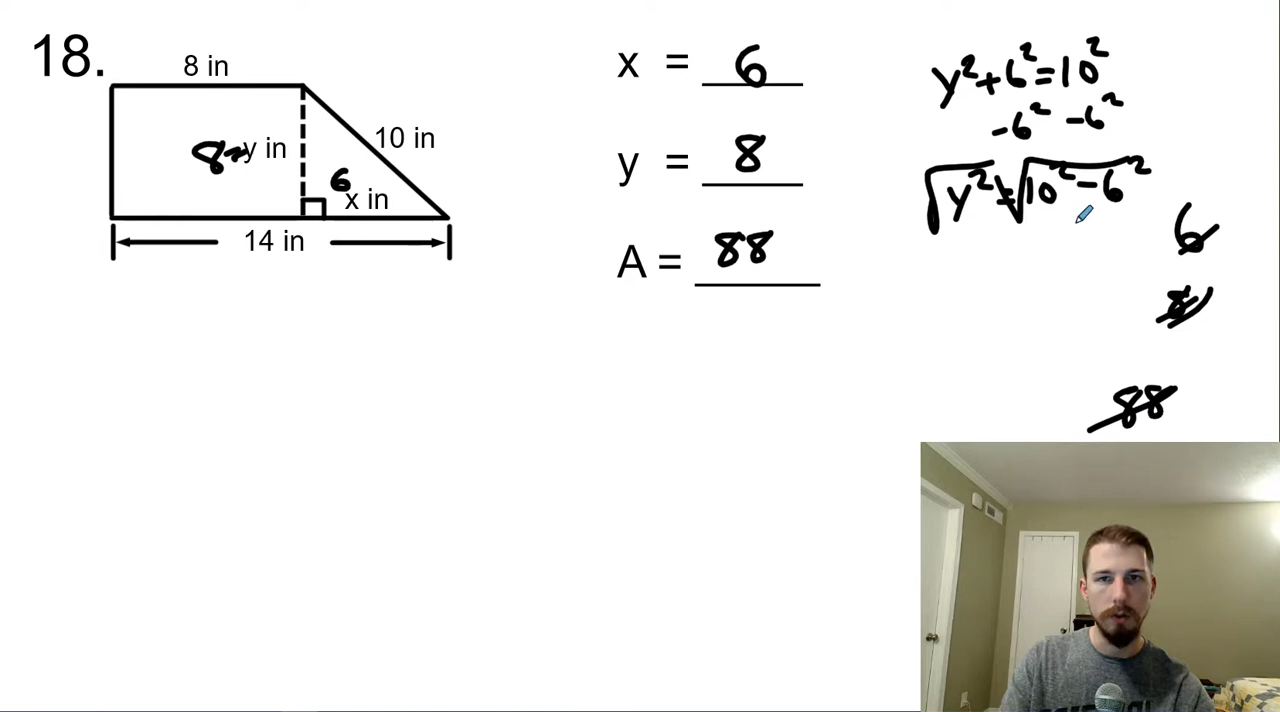 18.
8 in
8 y in
10 in
6
x in
14 in
x = 6
y = 8
A = 88
y² + 6² = 10²
-6² -6²
√y² = √10² - 6²
6
88